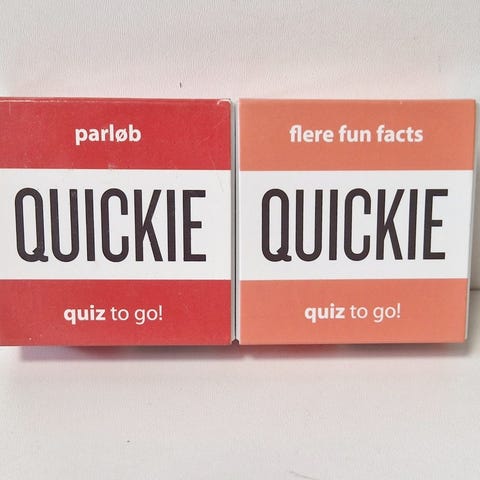 parløb
QUICKIE
quiz to go!
flere fun facts
QUICKIE
quiz to go!